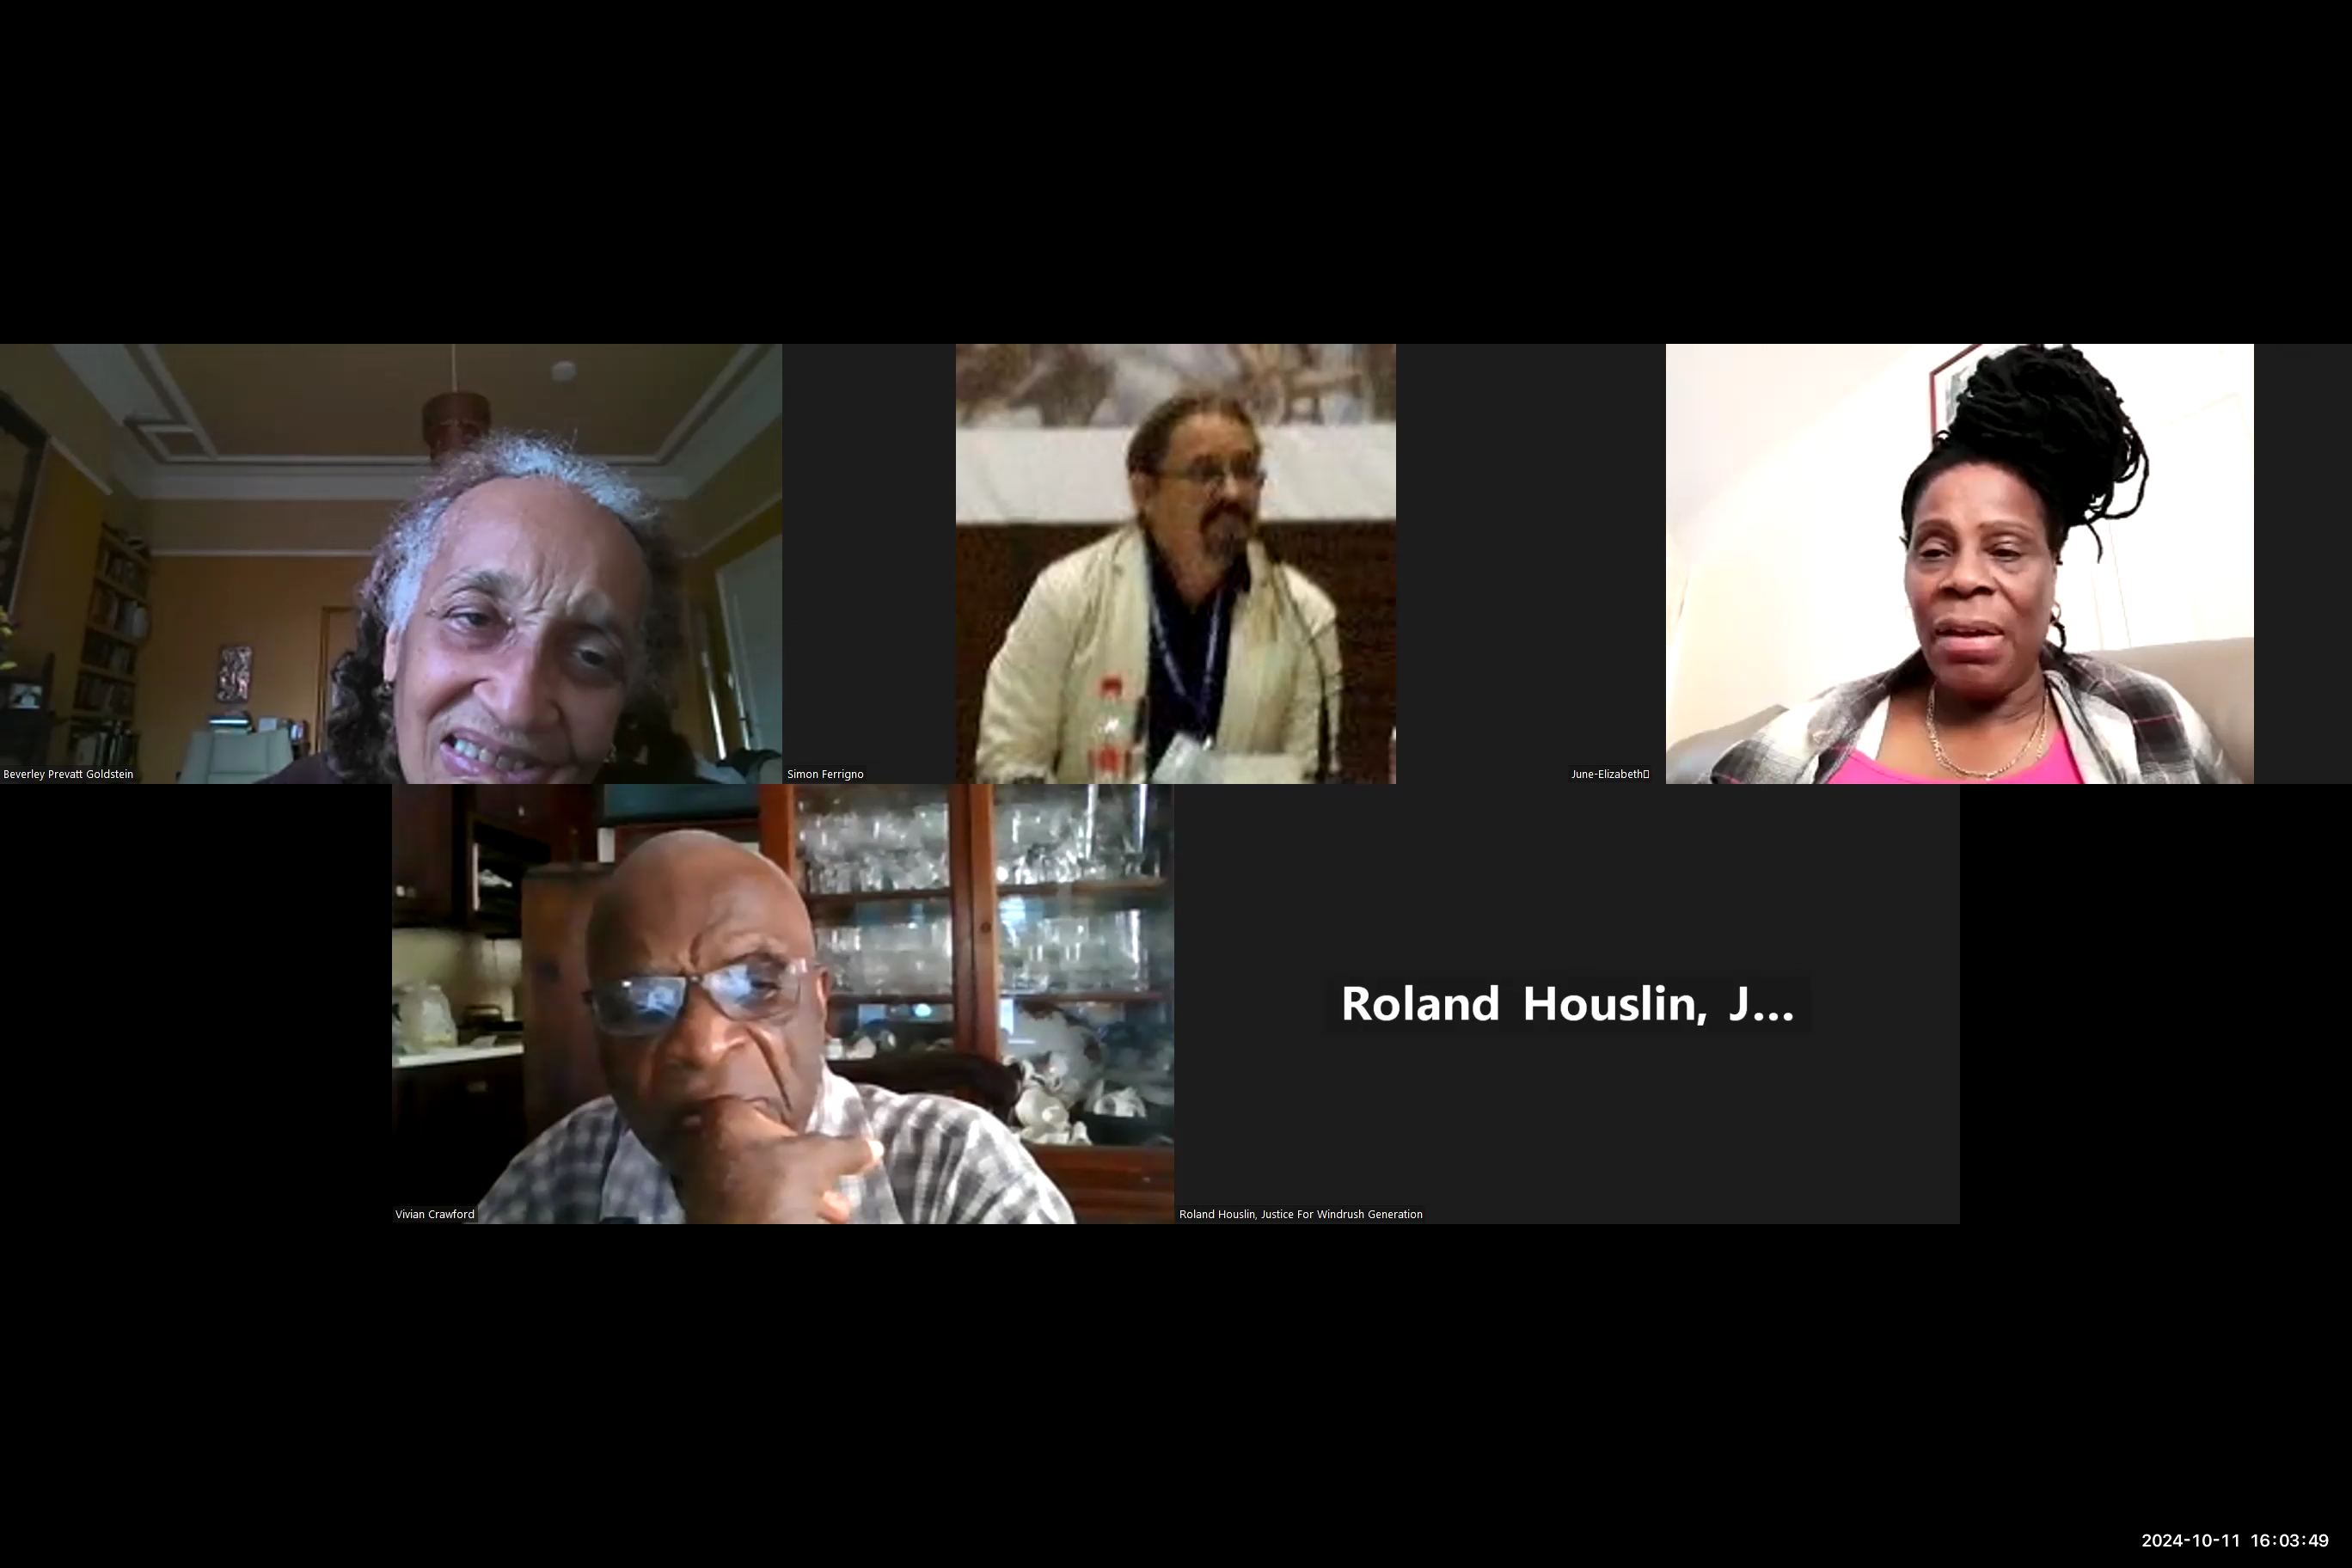 Beverley Prevatt Goldstein
Simon Ferrigno
June-Elizabeth
Roland Houslin, J...
Vivian Crawford
Roland Houslin, Justice For Windrush Generation
2024-10-11 16:03:49